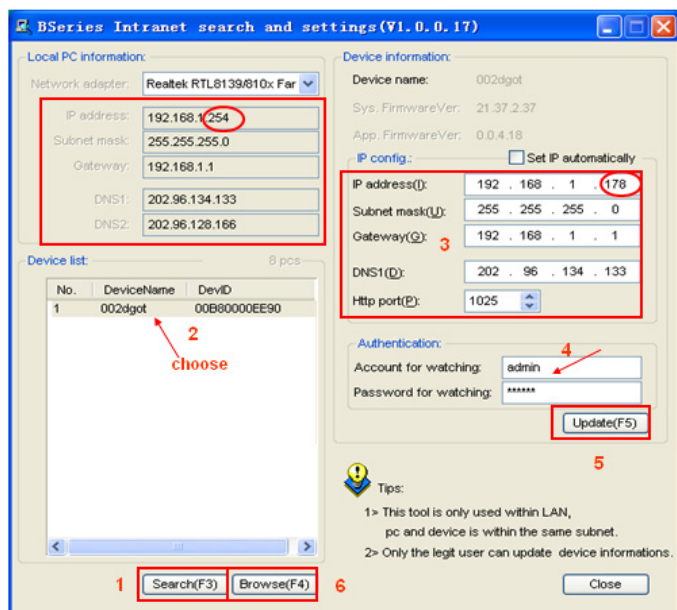 BSeries Intranet search and settings(V1.0.0.17)
Local PC information:
Network adapter: Realtek RTL8139/810x Far
IP address: 192.168.1.254
Subnet mask: 255.255.255.0
Gateway: 192.168.1.1
DNS1: 202.96.134.133
DNS2: 202.96.128.166
Device list: 8 pcs
No. DeviceName DevID
1 002dgot 00B80000EE90
2
choose
1 Search(F3) Browse(F4) 6
Device information:
Device name: 002dgot
Sys. FirmwareVer: 21.37.2.37
App. FirmwareVer: 0.0.4.18
IP config.: Set IP automatically
IP address(I): 192 . 168 . 1 . 178
Subnet mask(U): 255 . 255 . 255 . 0
Gateway(G): 192 . 168 . 1 . 1
3
DNS1(D): 202 . 96 . 134 . 133
Http port(P): 1025
Authentication:
4
Account for watching: admin
Password for watching: ******
Update(F5)
5
Tips:
1> This tool is only used within LAN,
pc and device is within the same subnet.
2> Only the legit user can update device informations.
Close